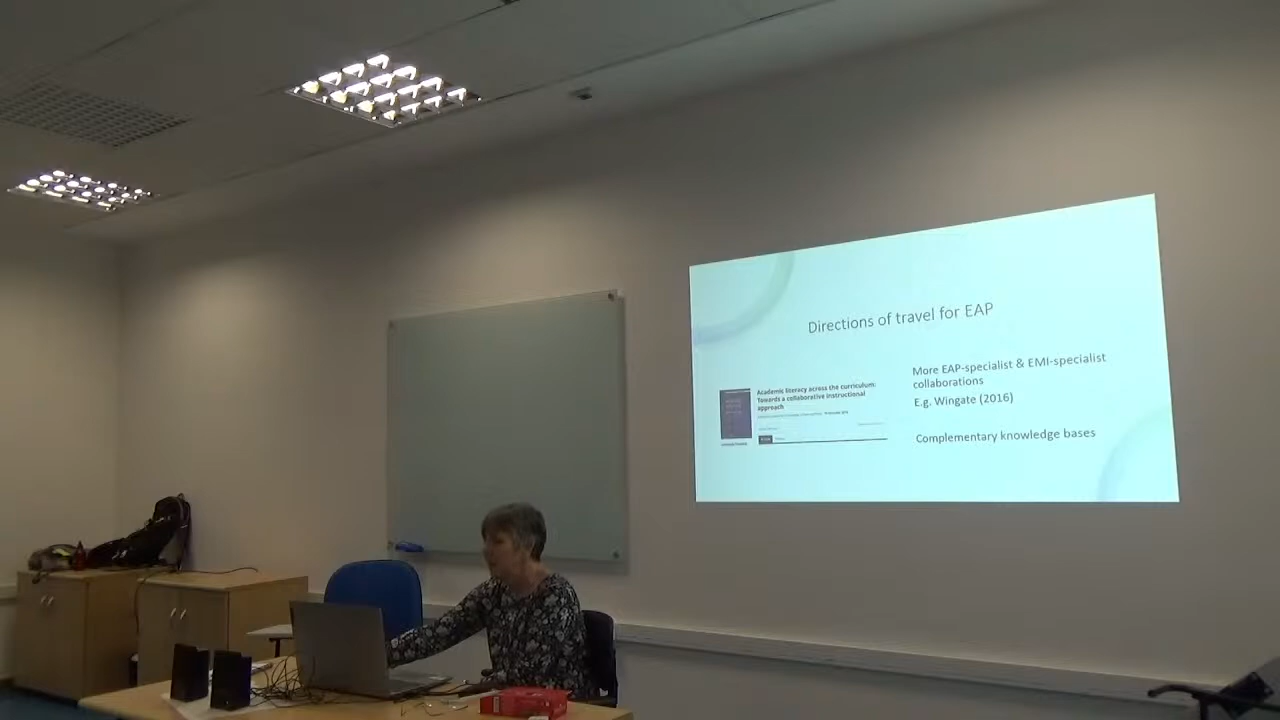 Directions of travel for EAP
More EAP-specialist & EMI-specialist
collaborations
E.g. Wingate (2016)
Complementary knowledge bases
Academic literacy across the curriculum:
Towards a collaborative instructional
approach